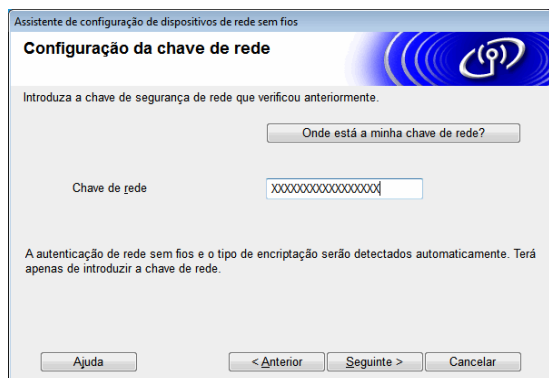 Assistente de configuração de dispositivos de rede sem fios
Configuração da chave de rede
Introduza a chave de segurança de rede que verificou anteriormente.
Onde está a minha chave de rede?
Chave de rede
XXXXXXXXXXXXXXXXX
A autenticação de rede sem fios e o tipo de encriptação serão detectados automaticamente. Terá
apenas de introduzir a chave de rede.
Ajuda
< Anterior
Seguinte >
Cancelar